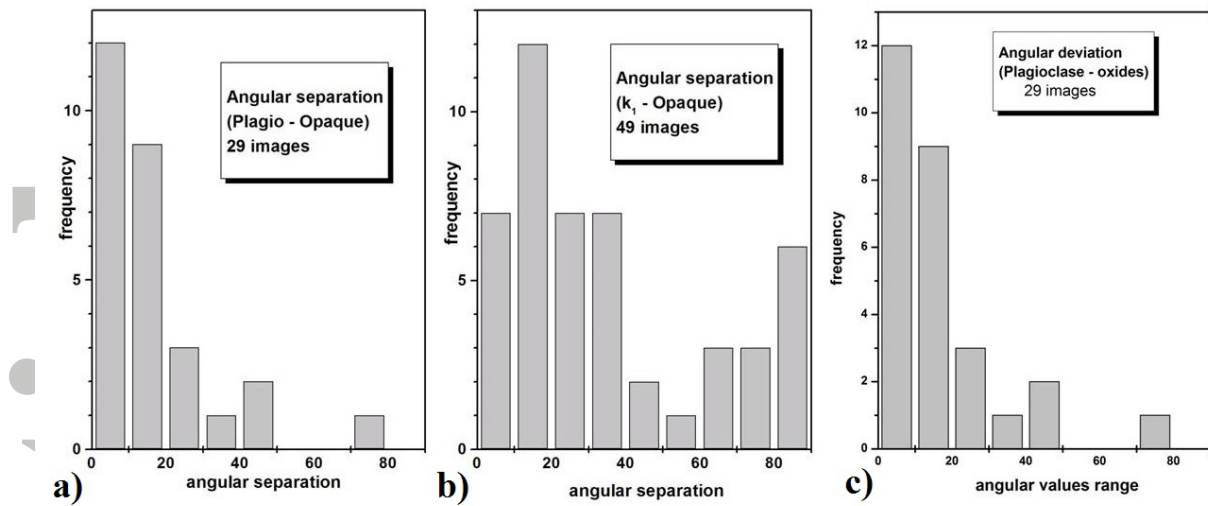 Angular separation
(Plagio - Opaque)
29 images
frequency
10
5
0
0 20 40 60 80
angular separation
a)
Angular separation
(k₁ - Opaque)
49 images
frequency
10
5
0
0 20 40 60 80
angular separation
b)
Angular deviation
(Plagioclase - oxides)
29 images
frequency
12
10
8
6
4
2
0
0 20 40 60 80
angular values range
c)